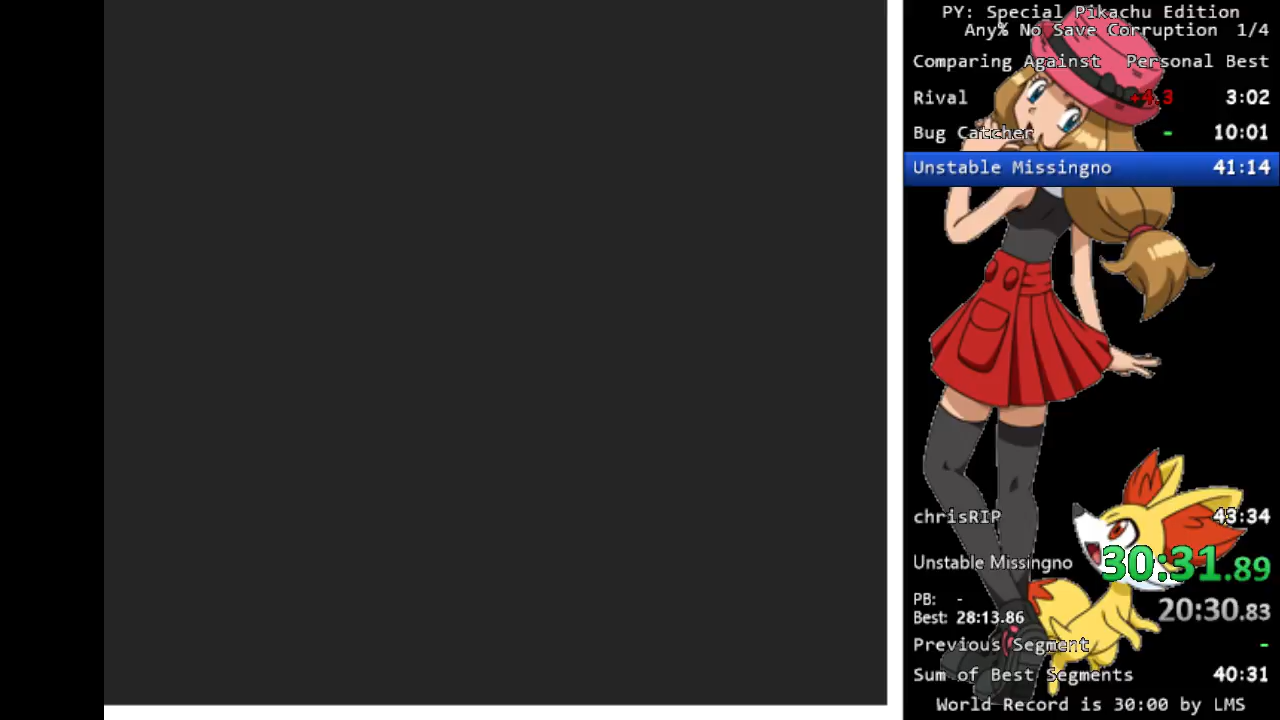 PY: Special Pikachu Edition
Any% No Save Corruption 1/4
Comparing Against Personal Best
Rival +4.3 3:02
Bug Catcher - 10:01
Unstable Missingno 41:14
chrisRIP 43:34
Unstable Missingno 30:31.89
PB: -
Best: 28:13.86 20:30.83
Previous Segment -
Sum of Best Segments 40:31
World Record is 30:00 by LMS